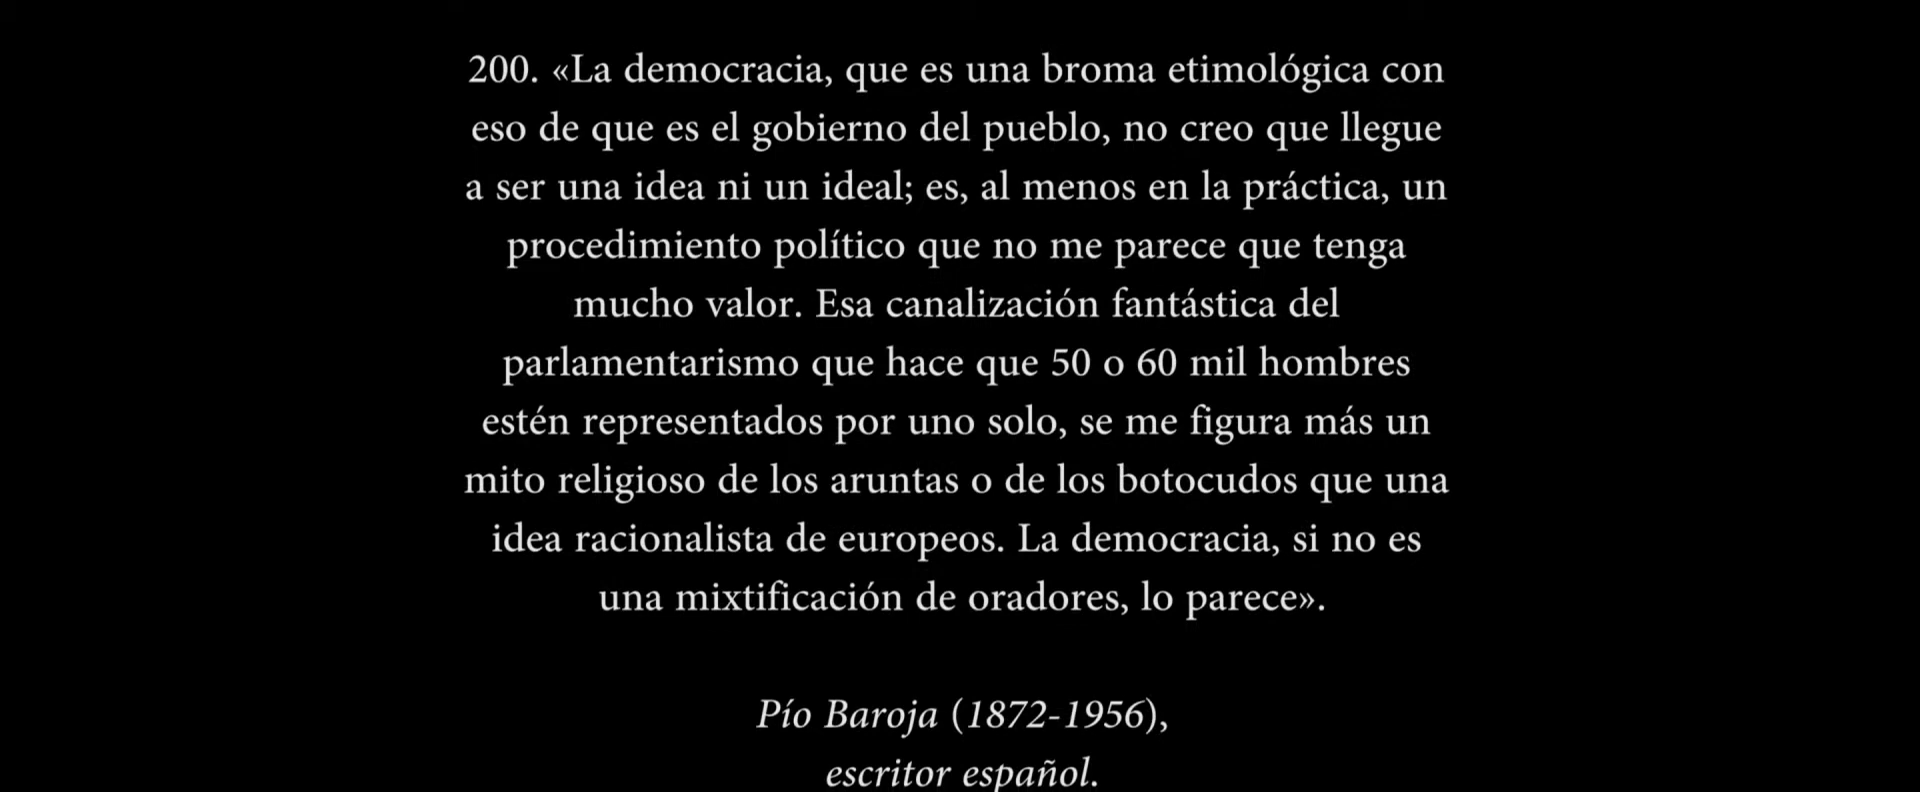 200. «La democracia, que es una broma etimológica con
eso de que es el gobierno del pueblo, no creo que llegue
a ser una idea ni un ideal; es, al menos en la práctica, un
procedimiento político que no me parece que tenga
mucho valor. Esa canalización fantástica del
parlamentarismo que hace que 50 o 60 mil hombres
estén representados por uno solo, se me figura más un
mito religioso de los aruntas o de los botocudos que una
idea racionalista de europeos. La democracia, si no es
una mixtificación de oradores, lo parece».
Pío Baroja (1872-1956),
escritor español.